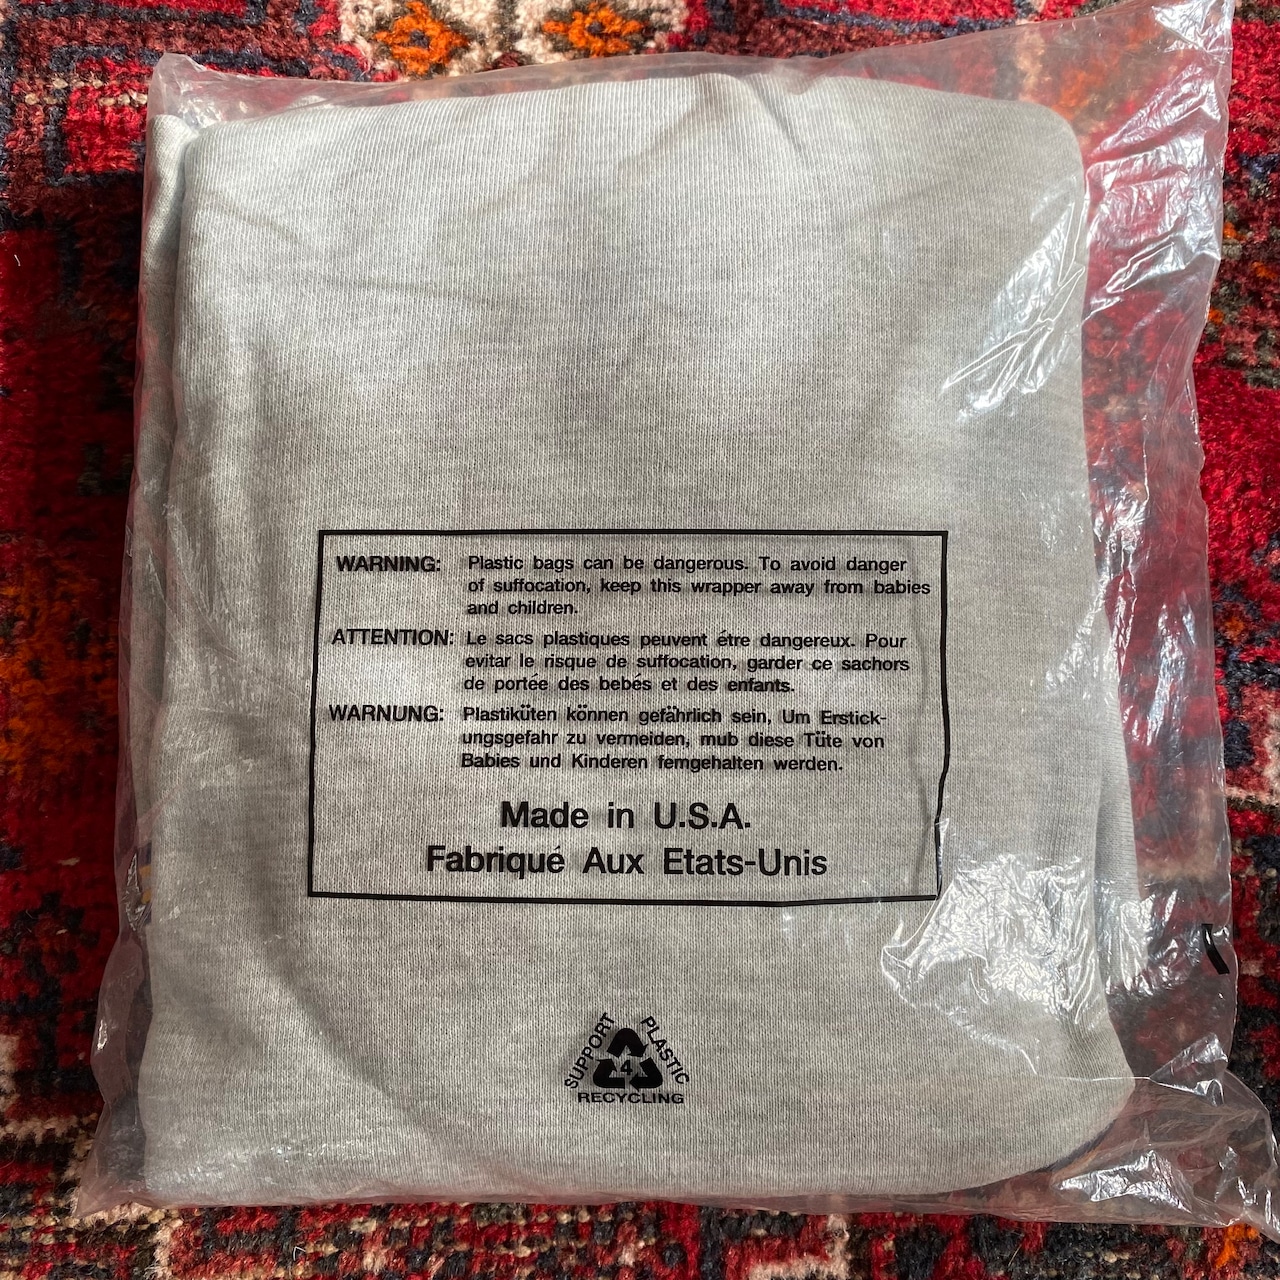 WARNING: Plastic bags can be dangerous. To avoid danger
of suffocation, keep this wrapper away from babies
and children.
ATTENTION: Le sacs plastiques peuvent étre dangereux. Pour
evitar le risque de suffocation, garder ce sachors
de portée des bebés et des enfants.
WARNUNG: Plastiküten können gefährlich sein. Um Erstick-
ungsgefahr zu vermeiden, mub diese Tüte von
Babies und Kinderen femgehalten werden.
Made in U.S.A.
Fabriqué Aux Etats-Unis
SUPPORT PLASTIC
4
RECYCLING